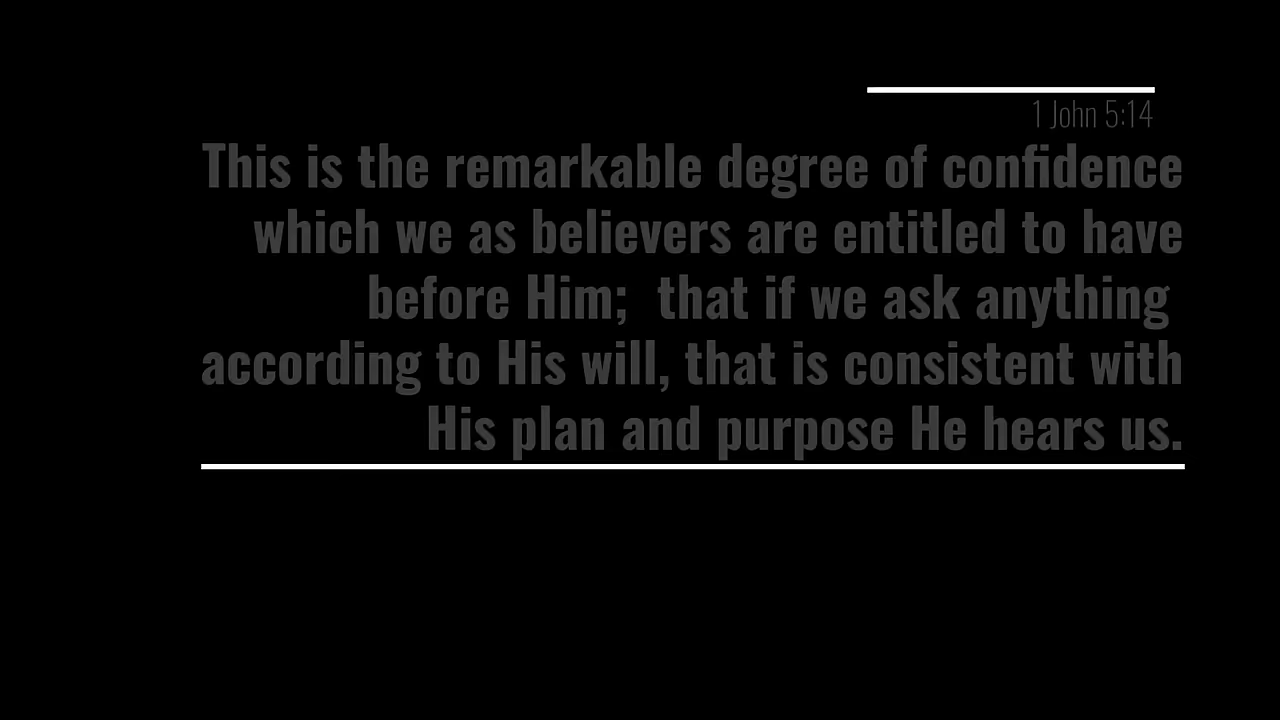 1 John 5:14
This is the remarkable degree of confidence
which we as believers are entitled to have
before Him;  that if we ask anything
according to His will, that is consistent with
His plan and purpose He hears us.